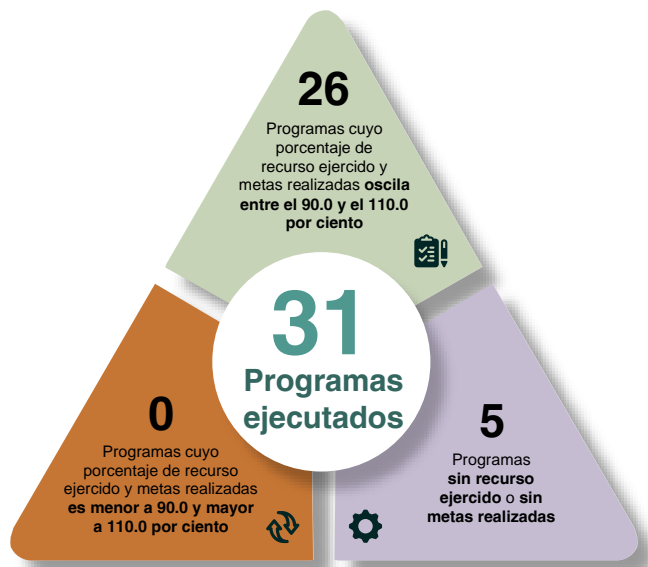 26
Programas cuyo
porcentaje de
recurso ejercido y
metas realizadas oscila
entre el 90.0 y el 110.0
por ciento
31
Programas
ejecutados
0
Programas cuyo
porcentaje de recurso
ejercido y metas realizadas
es menor a 90.0 y mayor
a 110.0 por ciento
5
Programas
sin recurso
ejercido o sin
metas realizadas